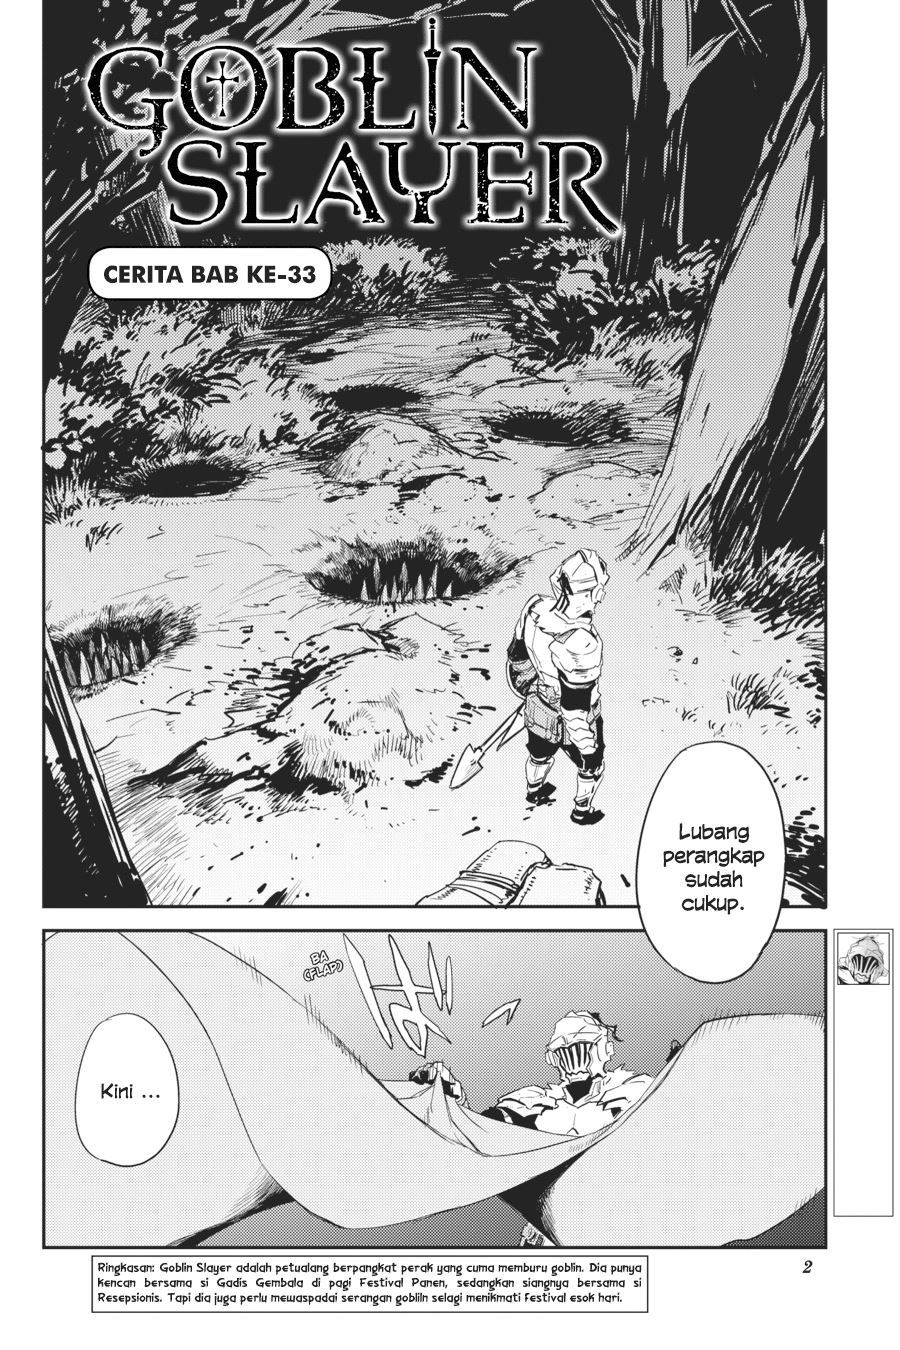 GOBLIN
SLAYER
CERITA BAB KE-33
Lubang
perangkap
sudah
cukup.
BA
(FLAP)
Kini ...
Ringkasan: Goblin Slayer adalah petualang berpangkat perak yang cuma memburu goblin. Dia punya
kencan bersama si Gadis Gembala di pagi Festival Panen, sedangkan siangnya bersama si
Resepsionis. Tapi dia juga perlu mewaspadai serangan gobliln selagi menikmati festival esok hari.
2